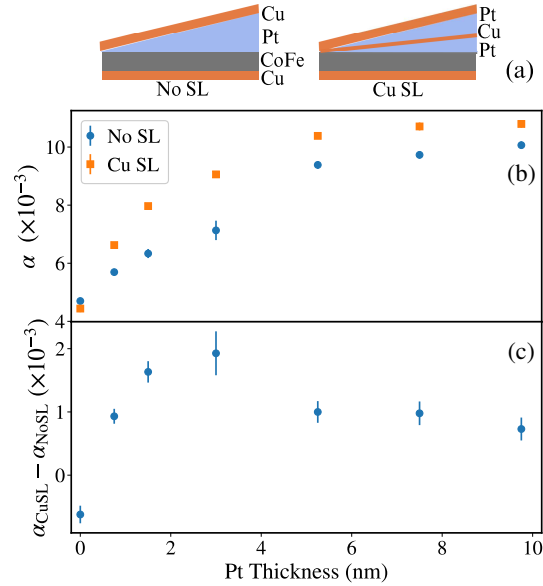 Cu
Pt
CoFe
Cu
No SL
Pt
Cu
Pt
Cu SL
(a)
No SL
Cu SL
(b)
10
8
6
4
α (×10⁻³)
(c)
2
1
0
α_CuSL − α_NoSL (×10⁻³)
0 2 4 6 8 10
Pt Thickness (nm)